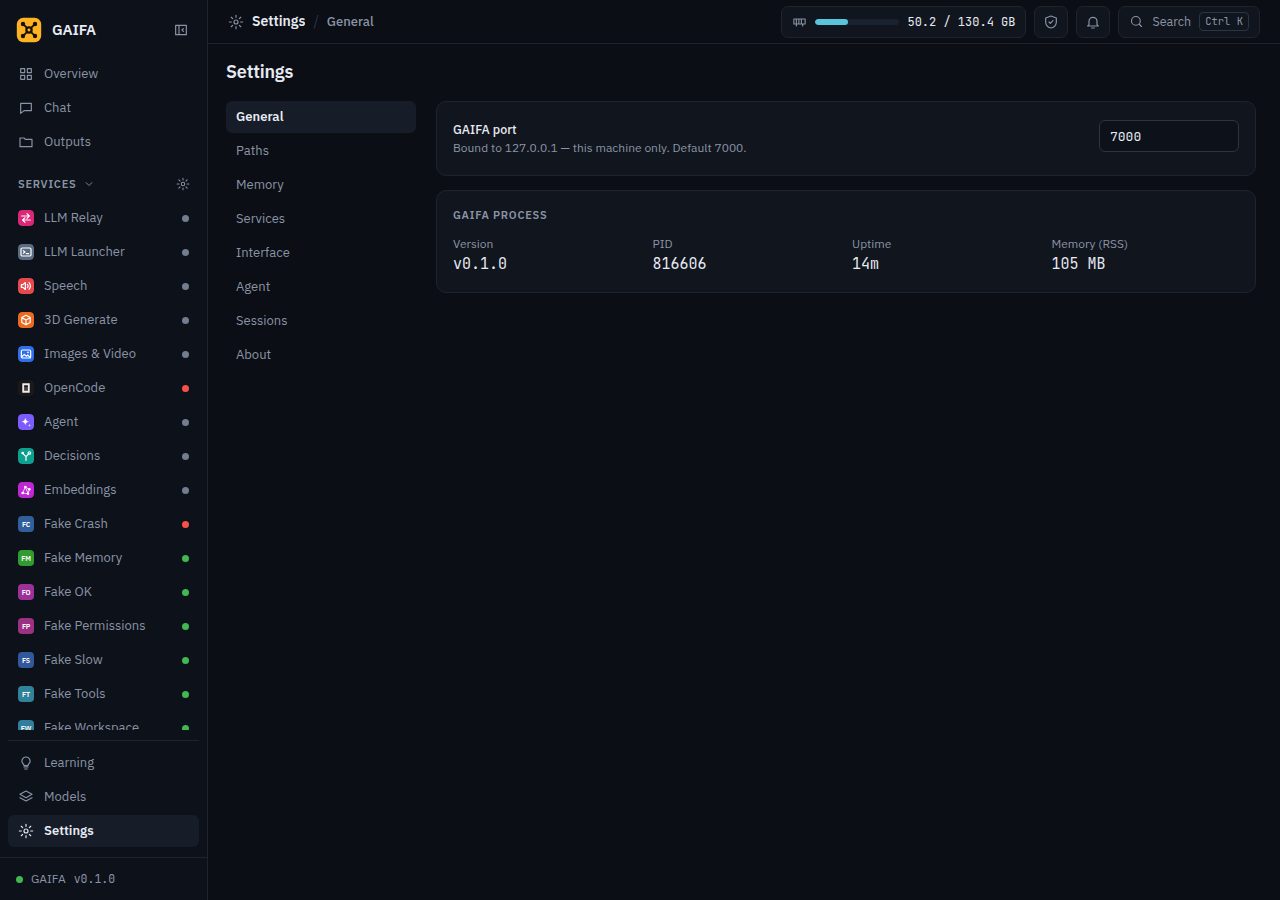 GAIFA
Overview
Chat
Outputs
SERVICES
LLM Relay
LLM Launcher
Speech
3D Generate
Images & Video
OpenCode
Agent
Decisions
Embeddings
FC Fake Crash
FM Fake Memory
FO Fake OK
FP Fake Permissions
FS Fake Slow
FT Fake Tools
FW Fake Workspace
Learning
Models
Settings
GAIFA v0.1.0
Settings / General
50.2 / 130.4 GB
Search Ctrl K
Settings
General
Paths
Memory
Services
Interface
Agent
Sessions
About
GAIFA port
Bound to 127.0.0.1 — this machine only. Default 7000.
7000
GAIFA PROCESS
Version PID Uptime Memory (RSS)
v0.1.0 816606 14m 105 MB